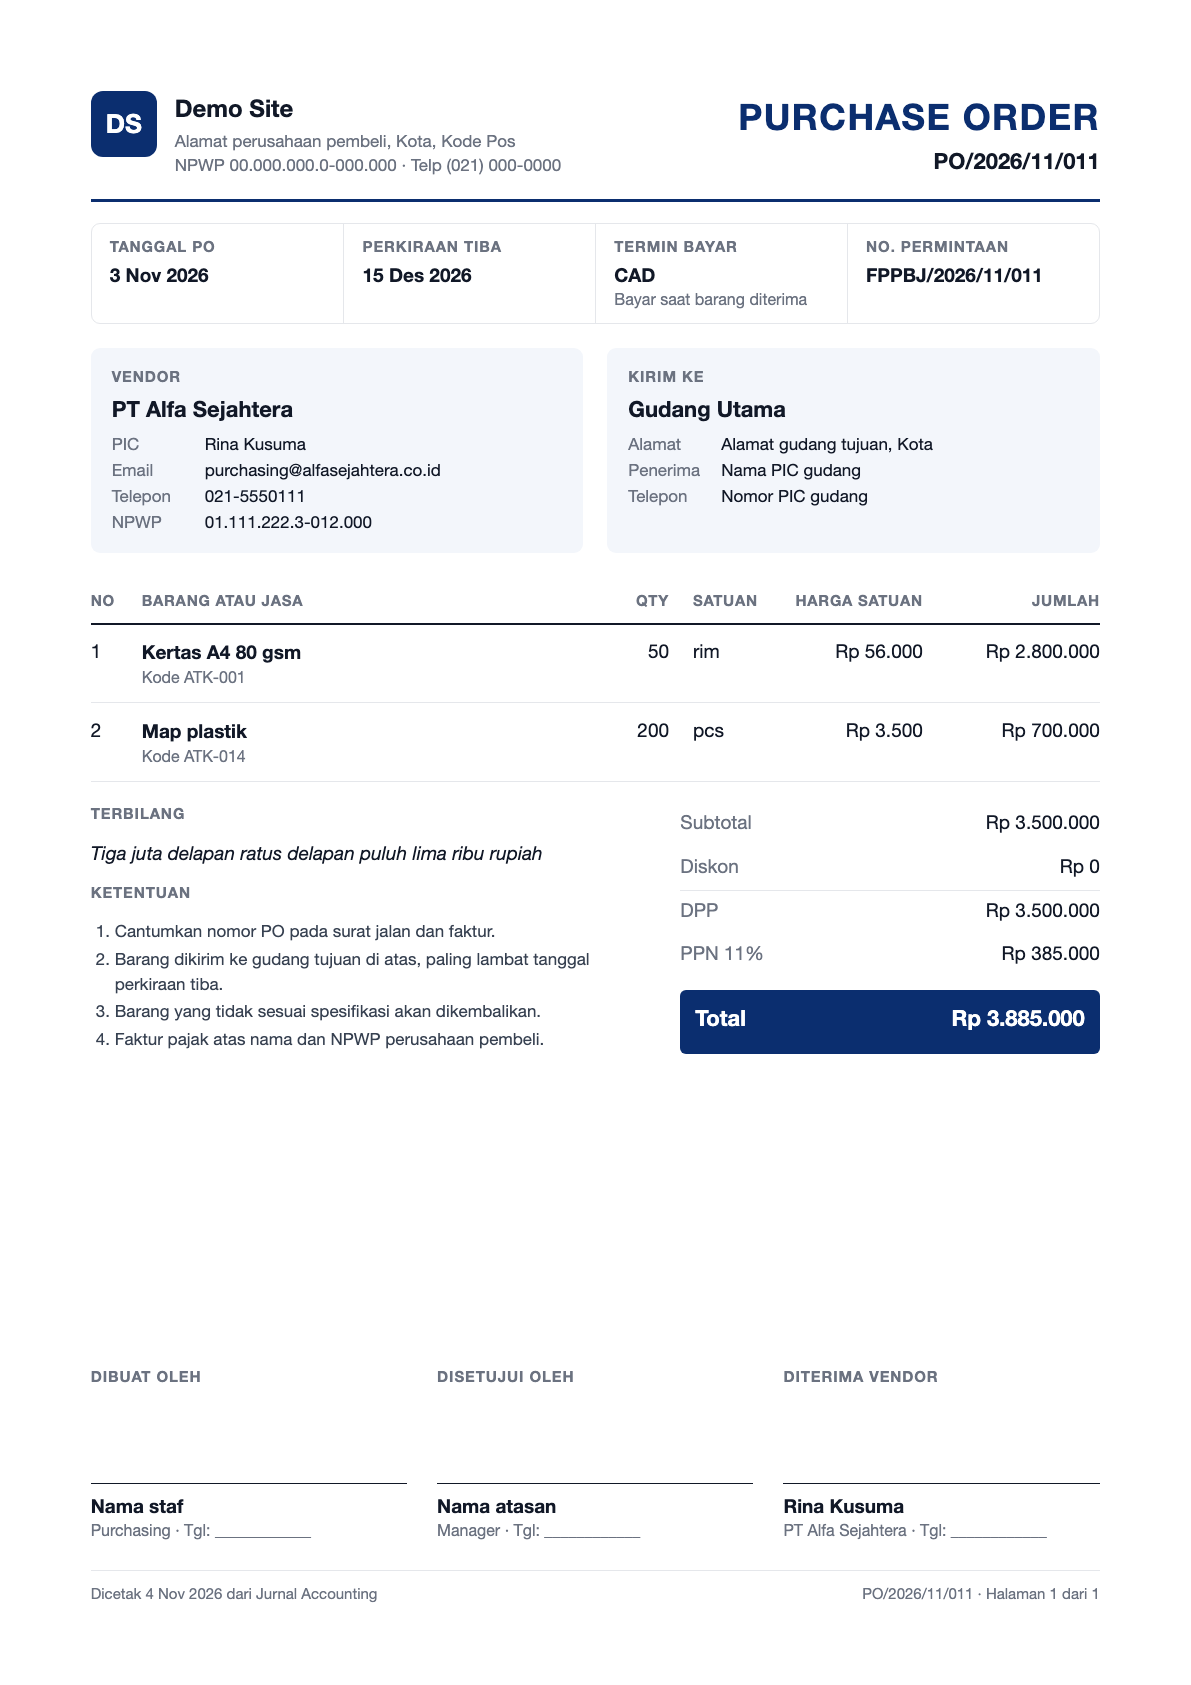 DS
Demo Site
Alamat perusahaan pembeli, Kota, Kode Pos
NPWP 00.000.000.0-000.000 · Telp (021) 000-0000
PURCHASE ORDER
PO/2026/11/011
TANGGAL PO
3 Nov 2026
PERKIRAAN TIBA
15 Des 2026
TERMIN BAYAR
CAD
Bayar saat barang diterima
NO. PERMINTAAN
FPPBJ/2026/11/011
VENDOR
PT Alfa Sejahtera
PIC Rina Kusuma
Email purchasing@alfasejahtera.co.id
Telepon 021-5550111
NPWP 01.111.222.3-012.000
KIRIM KE
Gudang Utama
Alamat Alamat gudang tujuan, Kota
Penerima Nama PIC gudang
Telepon Nomor PIC gudang
NO BARANG ATAU JASA QTY SATUAN HARGA SATUAN JUMLAH
1 Kertas A4 80 gsm 50 rim Rp 56.000 Rp 2.800.000
Kode ATK-001
2 Map plastik 200 pcs Rp 3.500 Rp 700.000
Kode ATK-014
TERBILANG
Tiga juta delapan ratus delapan puluh lima ribu rupiah
KETENTUAN
1. Cantumkan nomor PO pada surat jalan dan faktur.
2. Barang dikirim ke gudang tujuan di atas, paling lambat tanggal
perkiraan tiba.
3. Barang yang tidak sesuai spesifikasi akan dikembalikan.
4. Faktur pajak atas nama dan NPWP perusahaan pembeli.
Subtotal Rp 3.500.000
Diskon Rp 0
DPP Rp 3.500.000
PPN 11% Rp 385.000
Total Rp 3.885.000
DIBUAT OLEH
Nama staf
Purchasing · Tgl: ____________
DISETUJUI OLEH
Nama atasan
Manager · Tgl: ____________
DITERIMA VENDOR
Rina Kusuma
PT Alfa Sejahtera · Tgl: ____________
Dicetak 4 Nov 2026 dari Jurnal Accounting
PO/2026/11/011 · Halaman 1 dari 1